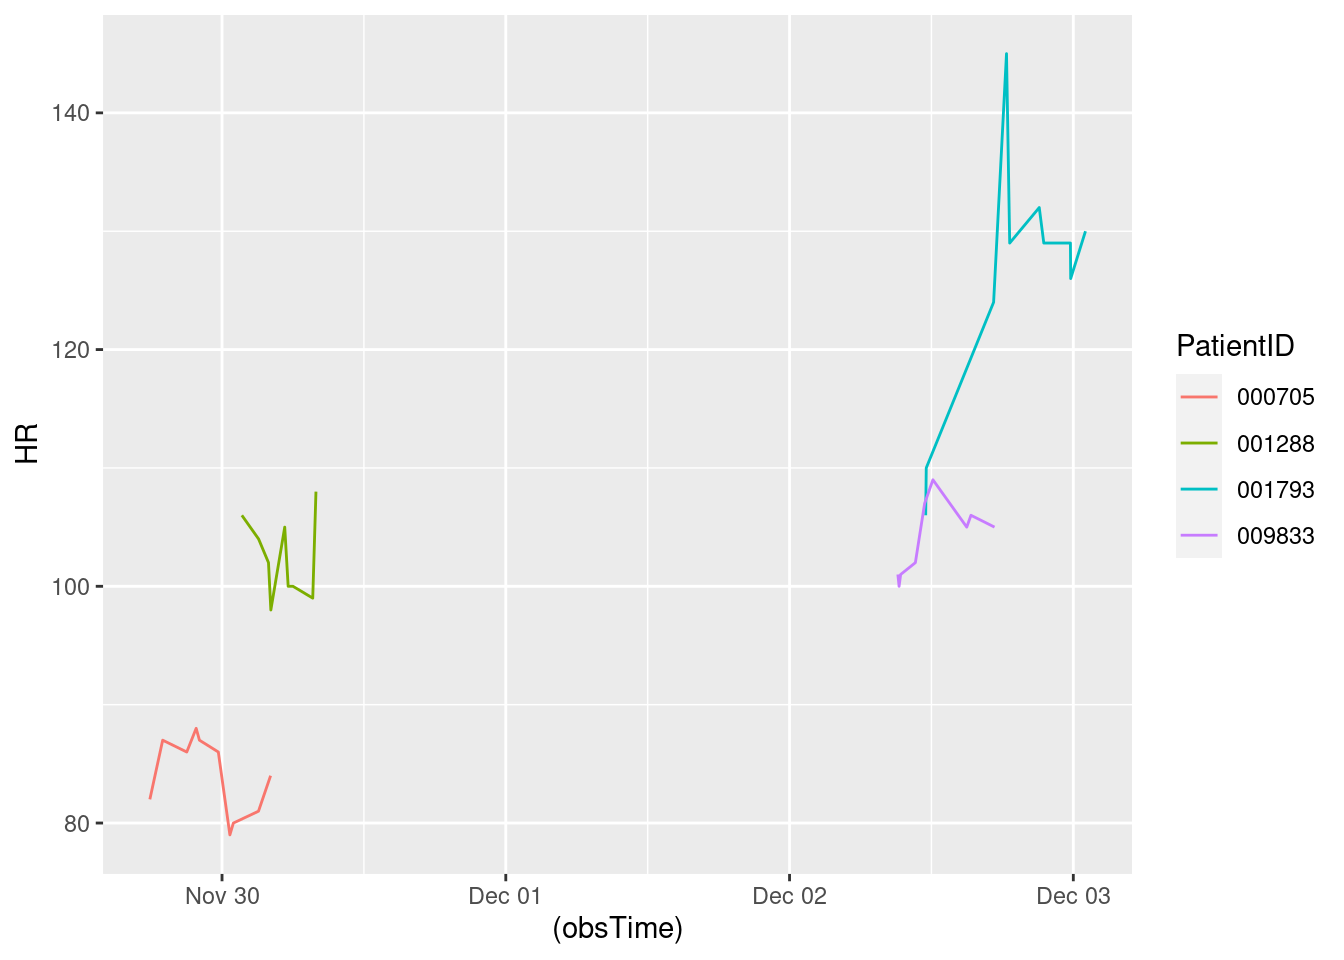 140
120
100
80
HR
Nov 30
Dec 01
Dec 02
Dec 03
(obsTime)
PatientID
000705
001288
001793
009833